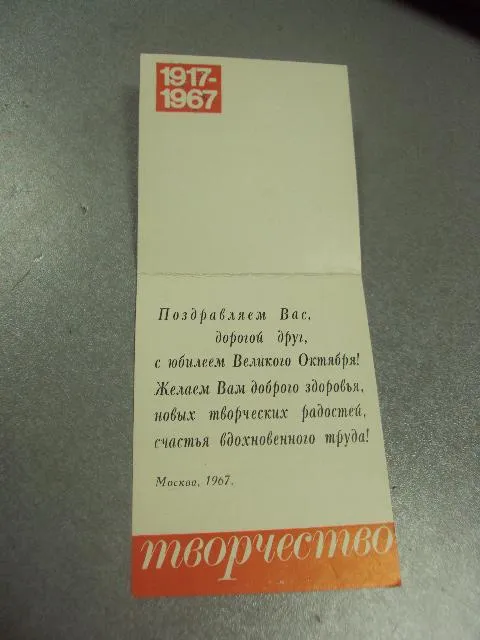 1917-
1967
Поздравляем Вас,
дорогой друг,
с юбилеем Великого Октября!
Желаем Вам доброго здоровья,
новых творческих радостей,
счастья вдохновенного труда!
Москва, 1967.
творчество